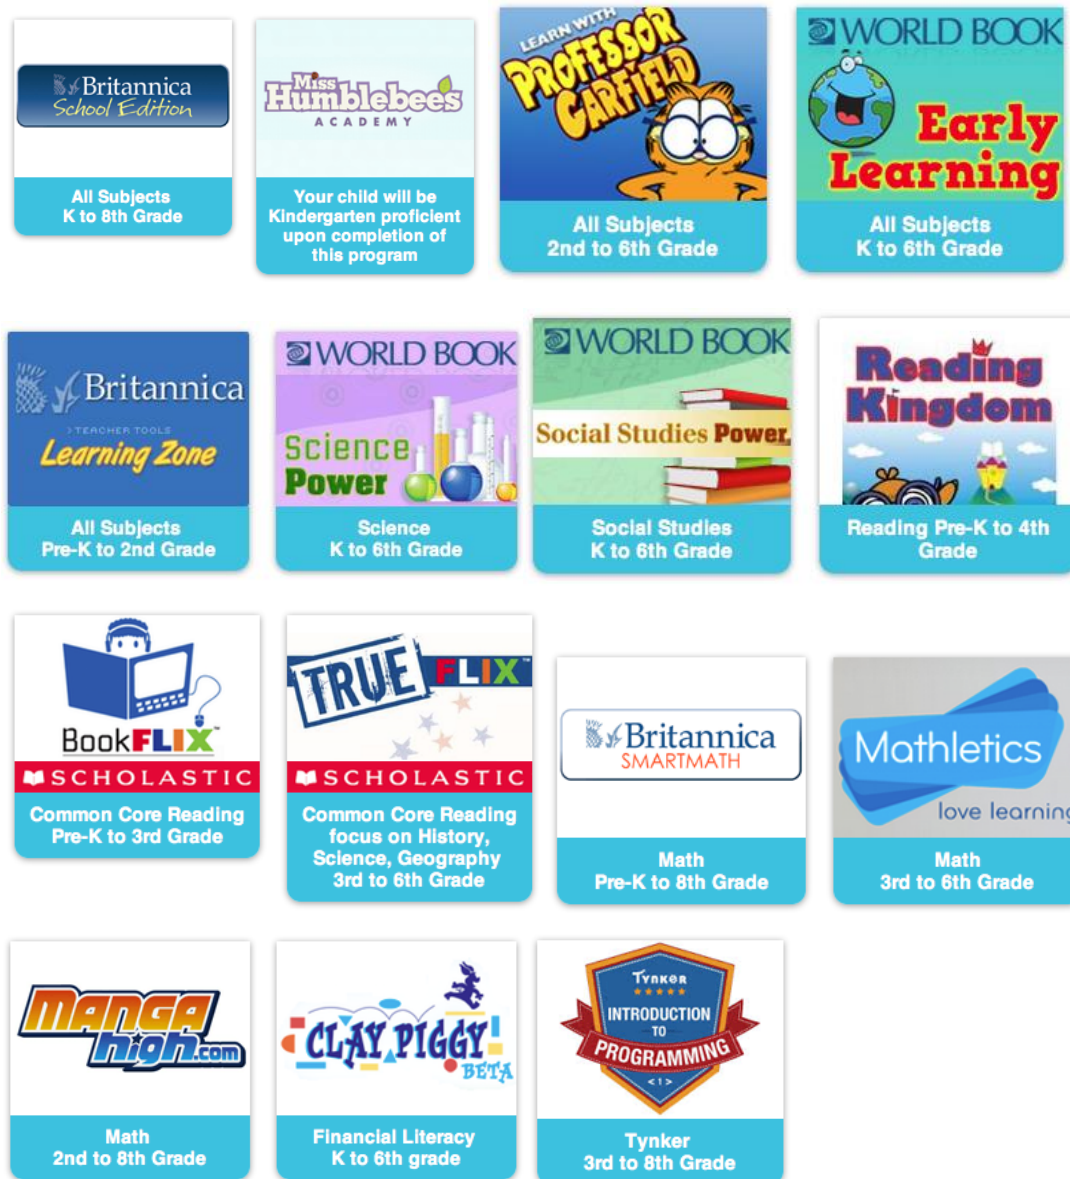 Britannica
School Edition
All Subjects
K to 8th Grade
Miss
Humblebees
ACADEMY
Your child will be
Kindergarten proficient
upon completion of
this program
LEARN WITH
PROFESSOR
GARFIELD
All Subjects
2nd to 6th Grade
WORLD BOOK
Early
Learning
All Subjects
K to 6th Grade
Britannica
> TEACHER TOOLS
Learning Zone
All Subjects
Pre-K to 2nd Grade
WORLD BOOK
Science
Power
Science
K to 6th Grade
WORLD BOOK
Social Studies Power
Social Studies
K to 6th Grade
Reading
Kingdom
Reading Pre-K to 4th
Grade
BookFLIX™
SCHOLASTIC
Common Core Reading
Pre-K to 3rd Grade
TRUE FLIX™
SCHOLASTIC
Common Core Reading
focus on History,
Science, Geography
3rd to 6th Grade
Britannica
SMARTMATH
Math
Pre-K to 8th Grade
Mathletics
love learning
Math
3rd to 6th Grade
MANGA
high.com
Math
2nd to 8th Grade
CLAY PIGGY
BETA
Financial Literacy
K to 6th grade
TYNKER
INTRODUCTION
TO
PROGRAMMING
<1>
Tynker
3rd to 8th Grade